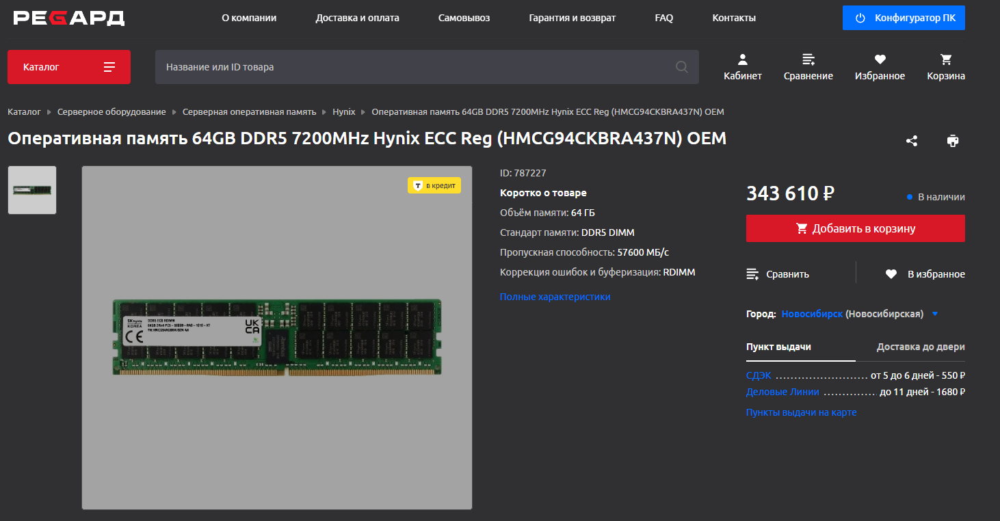 РЕГАРД
О компании
Доставка и оплата
Самовывоз
Гарантия и возврат
FAQ
Контакты
Конфигуратор ПК
Каталог
Название или ID товара
Кабинет
Сравнение
Избранное
Корзина
Каталог
Серверное оборудование
Серверная оперативная память
Hynix
Оперативная память 64GB DDR5 7200MHz Hynix ECC Reg (HMCG94CKBRA437N) OEM
Оперативная память 64GB DDR5 7200MHz Hynix ECC Reg (HMCG94CKBRA437N) OEM
T в кредит
SK hynix
KOREA
CE
DDR5 ECC RDIMM
UK
CA
ID: 787227
Коротко о товаре
Объём памяти: 64 ГБ
Стандарт памяти: DDR5 DIMM
Пропускная способность: 57600 МБ/с
Коррекция ошибок и буферизация: RDIMM
Полные характеристики
343 610 ₽
В наличии
Добавить в корзину
Сравнить
В избранное
Город: Новосибирск (Новосибирская)
Пункт выдачи
Доставка до двери
СДЭК ........................ от 5 до 6 дней - 550 ₽
Деловые Линии .............. до 11 дней - 1680 ₽
Пункты выдачи на карте